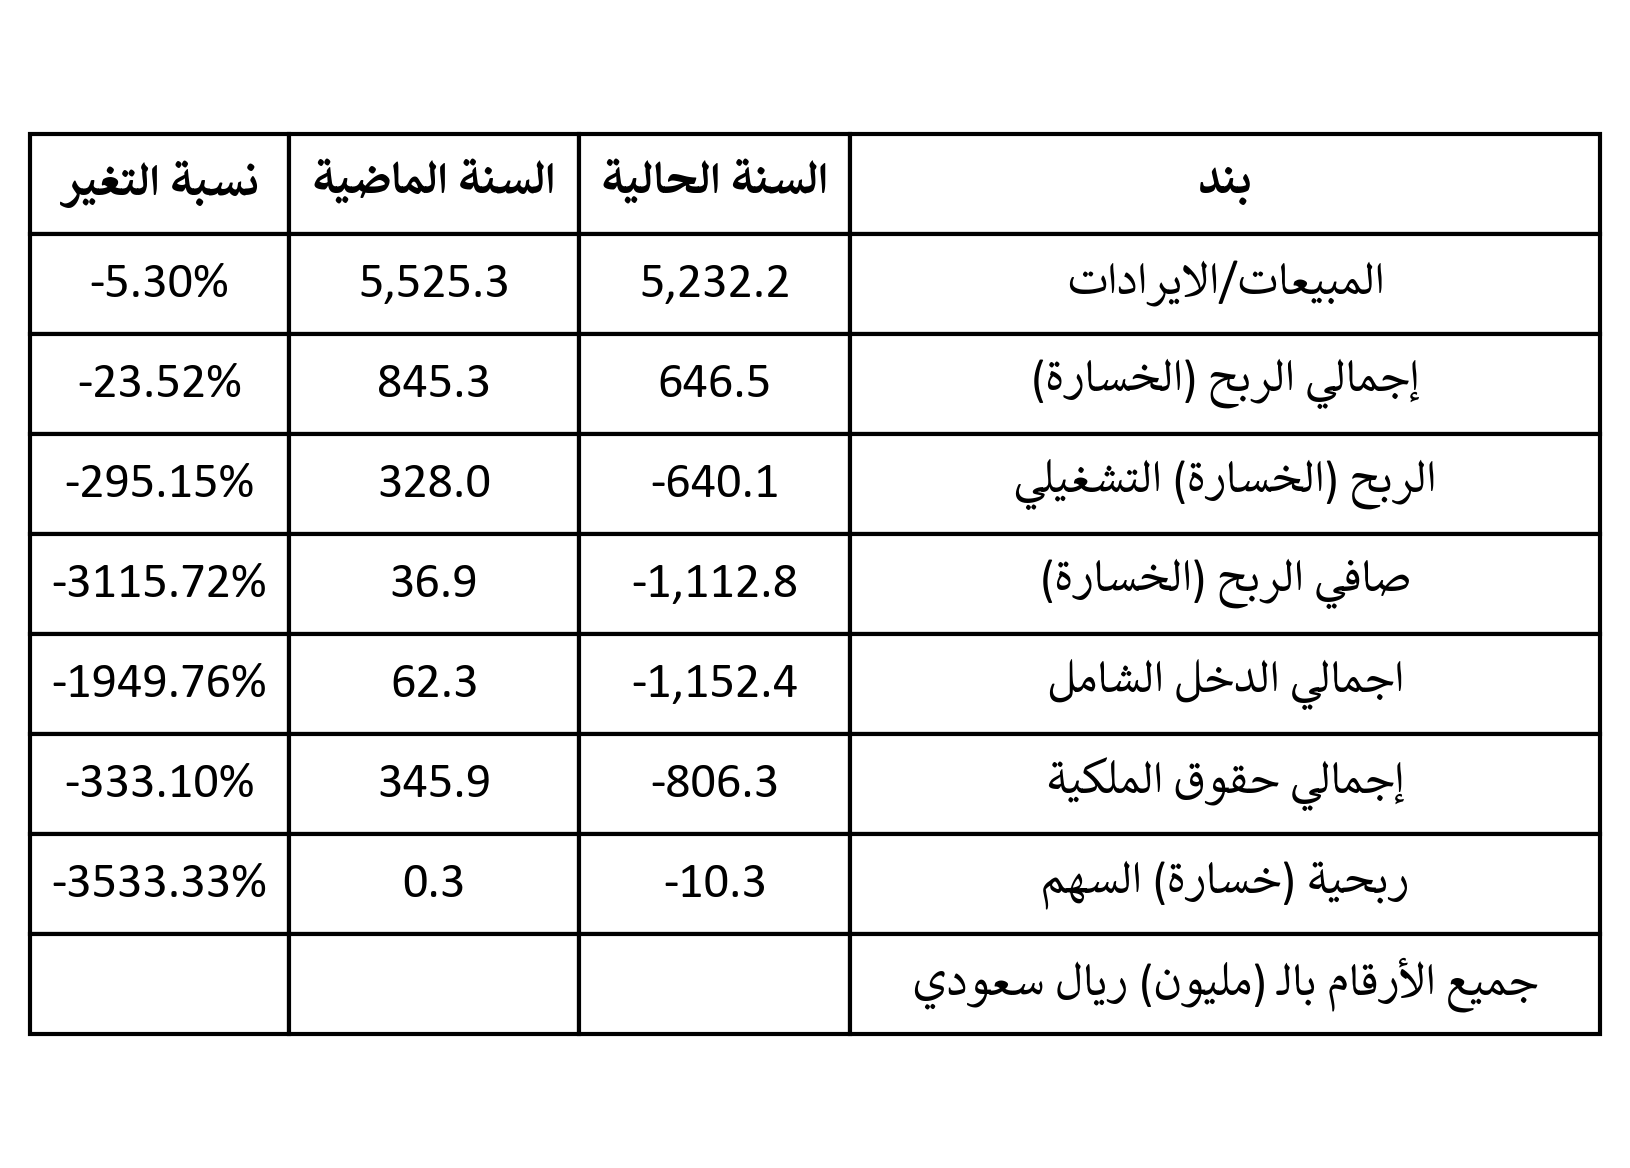 بند السنة الحالية السنة الماضية نسبة التغير
المبيعات/الايرادات 5,232.2 5,525.3 -5.30%
إجمالي الربح (الخسارة) 646.5 845.3 -23.52%
الربح (الخسارة) التشغيلي -640.1 328.0 -295.15%
صافي الربح (الخسارة) -1,112.8 36.9 -3115.72%
اجمالي الدخل الشامل -1,152.4 62.3 -1949.76%
إجمالي حقوق الملكية -806.3 345.9 -333.10%
ربحية (خسارة) السهم -10.3 0.3 -3533.33%
جميع الأرقام بالـ (مليون) ريال سعودي